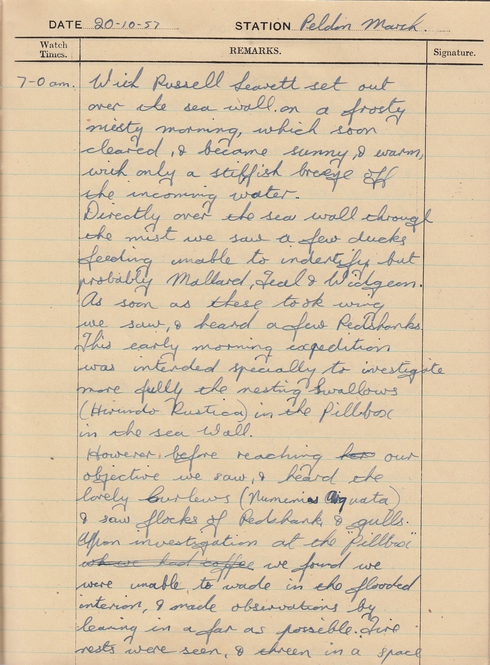 DATE 20-10-57 STATION Peldon Marsh.
Watch Times. REMARKS. Signature.
7-0 am. With Russell Leavett set out
over the sea wall on a frosty
misty morning, which soon
cleared, & became sunny, & warm,
with only a stiffish breeze off
the incoming water.
Directly over the sea wall through
the mist we saw a few ducks
feeding unable to indentify but
probably Mallard, Teal & Widgeon.
As soon as these took wing
we saw, & heard a few Redshanks.
This early morning expedition
was intended specially to investigate
more fully the nesting Swallows
(Hirundo Rustica) in the Pillbox
in the sea wall.
However, before reaching our
objective we saw, & heard the
lovely Curlews (Numenius Arquata)
& saw flocks of Redshank, & gulls.
Upon investigation at the "Pillbox"
where we had coffee we found we
were unable to wade in the flooded
interior, & made observations by
leaning in as far as possible. Five
nests were seen, & three in a space